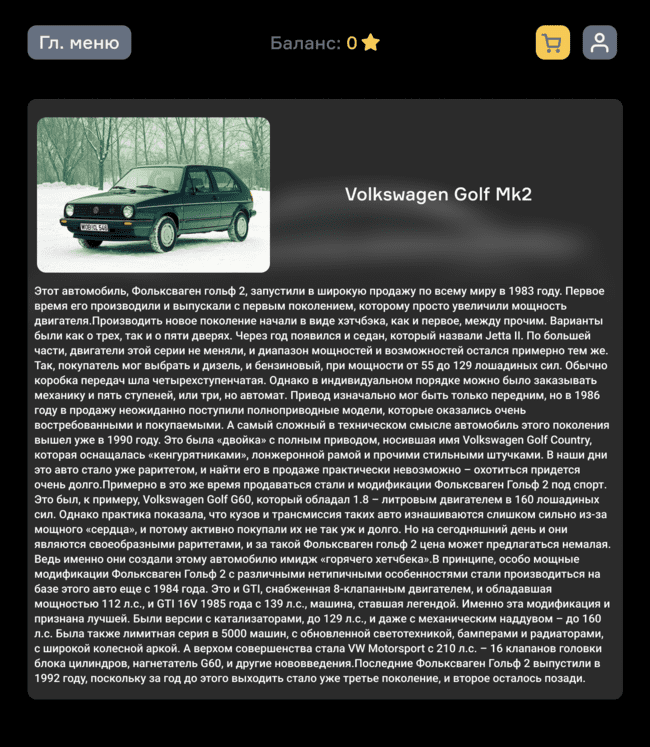 Гл. меню
Баланс: 0
Volkswagen Golf Mk2
Этот автомобиль, Фольксваген гольф 2, запустили в широкую продажу по всему миру в 1983 году. Первое
время его производили и выпускали с первым поколением, которому просто увеличили мощность
двигателя.Производить новое поколение начали в виде хэтчбэка, как и первое, между прочим. Варианты
были как о трех, так и о пяти дверях. Через год появился и седан, который назвали Jetta II. По большей
части, двигатели этой серии не меняли, и диапазон мощностей и возможностей остался примерно тем же.
Так, покупатель мог выбрать и дизель, и бензиновый, при мощности от 55 до 129 лошадиных сил. Обычно
коробка передач шла четырехступенчатая. Однако в индивидуальном порядке можно было заказывать
механику и пять ступеней, или три, но автомат. Привод изначально мог быть только передним, но в 1986
году в продажу неожиданно поступили полноприводные модели, которые оказались очень
востребованными и покупаемыми. А самый сложный в техническом смысле автомобиль этого поколения
вышел уже в 1990 году. Это была «двойка» с полным приводом, носившая имя Volkswagen Golf Country,
которая оснащалась «кенгурятниками», лонжеронной рамой и прочими стильными штучками. В наши дни
это авто стало уже раритетом, и найти его в продаже практически невозможно – охотиться придется
очень долго.Примерно в это же время продаваться стали и модификации Фольксваген Гольф 2 под спорт.
Это был, к примеру, Volkswagen Golf G60, который обладал 1.8 – литровым двигателем в 160 лошадиных
сил. Однако практика показала, что кузов и трансмиссия таких авто изнашиваются слишком сильно из-за
мощного «сердца», и потому активно покупали их не так уж и долго. Но на сегодняшний день и они
являются своеобразными раритетами, и за такой Фольксваген гольф 2 цена может предлагаться немалая.
Ведь именно они создали этому автомобилю имидж «горячего хетчбека».В принципе, особо мощные
модификации Фольксваген Гольф 2 с различными нетипичными особенностями стали производиться на
базе этого авто еще с 1984 года. Это и GTI, снабженная 8-клапанным двигателем, и обладавшая
мощностью 112 л.с., и GTI 16V 1985 года с 139 л.с., машина, ставшая легендой. Именно эта модификация и
признана лучшей. Были версии с катализаторами, до 129 л.с., и даже с механическим наддувом – до 160
л.с. Была также лимитная серия в 5000 машин, с обновленной светотехникой, бамперами и радиаторами,
с широкой колесной аркой. А верхом совершенства стала VW Motorsport с 210 л.с. – 16 клапанов головки
блока цилиндров, нагнетатель G60, и другие нововведения.Последние Фольксваген Гольф 2 выпустили в
1992 году, поскольку за год до этого выходить стало уже третье поколение, и второе осталось позади.